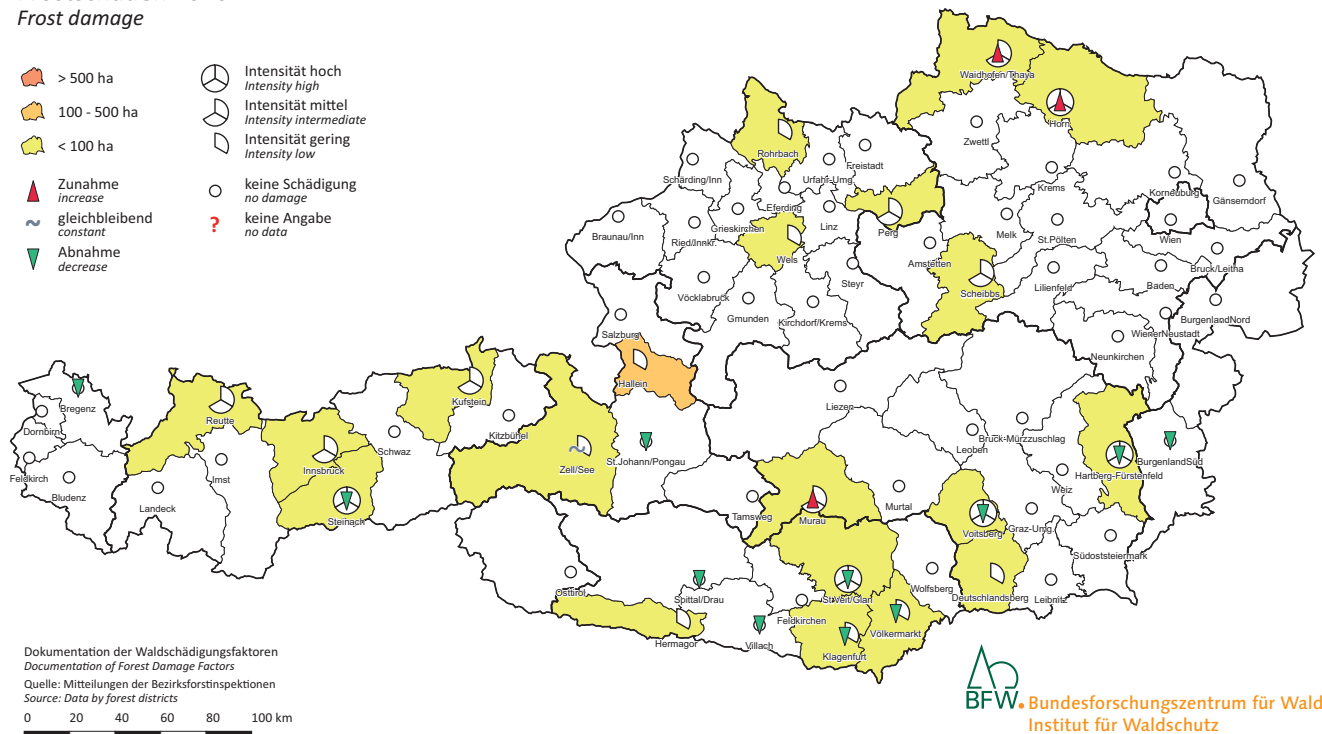 Frost damage
> 500 ha
100 - 500 ha
< 100 ha
Zunahme
increase
~ gleichbleibend
constant
Abnahme
decrease
Intensität hoch
Intensity high
Intensität mittel
Intensity intermediate
Intensität gering
Intensity low
keine Schädigung
no damage
? keine Angabe
no data
Waidhofen/Thaya
Horn
Zwettl
Rohrbach
Freistadt
Schärding/Inn
Urfahr-Umg.
Krems
Korneuburg
Gänserndorf
Eferding
Grieskirchen
Linz
Perg
Melk
St.Pölten
Wien
Braunau/Inn
Ried/Innkr.
Wels
Amstetten
Bruck/Leitha
Steyr
Scheibbs
Lilienfeld
Baden
Vöcklabruck
Gmunden
Kirchdorf/Krems
BurgenlandNord
Salzburg
WienerNeustadt
Neunkirchen
Hallein
Bregenz
Reutte
Kufstein
Kitzbühel
Liezen
Dornbirn
Bruck-Mürzzuschlag
Leoben
Schwaz
Innsbruck
St.Johann/Pongau
Zell/See
BurgenlandSüd
Hartberg-Fürstenfeld
Feldkirch
Imst
Bludenz
Weiz
Landeck
Steinach
Tamsweg
Murau
Murtal
Voitsberg
Graz-Umg.
Südoststeiermark
Osttirol
Spittal/Drau
St.Veit/Glan
Wolfsberg
Deutschlandsberg
Leibnitz
Feldkirchen
Hermagor
Villach
Klagenfurt
Völkermarkt
Dokumentation der Waldschädigungsfaktoren
Documentation of Forest Damage Factors
Quelle: Mitteilungen der Bezirksforstinspektionen
Source: Data by forest districts
0 20 40 60 80 100 km
BFW.
Bundesforschungszentrum für Wald
Institut für Waldschutz